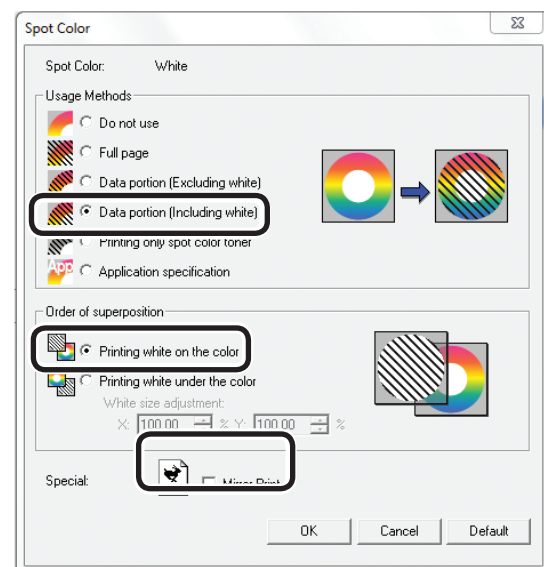 Spot Color
Spot Color: White
Usage Methods
Do not use
Full page
Data portion (Excluding white)
Data portion (Including white)
Printing only spot color toner
App Application specification
Order of superposition
Printing white on the color
Printing white under the color
White size adjustment:
X: 100.00 % Y: 100.00 %
Special: Mirror Print
OK Cancel Default